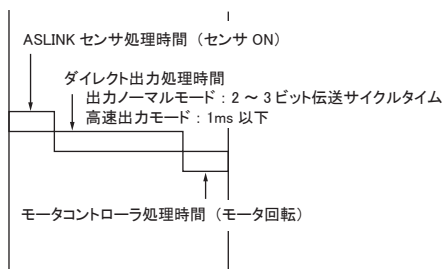 ASLINK センサ処理時間（センサ ON）
ダイレクト出力処理時間
出力ノーマルモード：2 ～ 3 ビット伝送サイクルタイム
高速出力モード：1ms 以下
モータコントローラ処理時間（モータ回転）